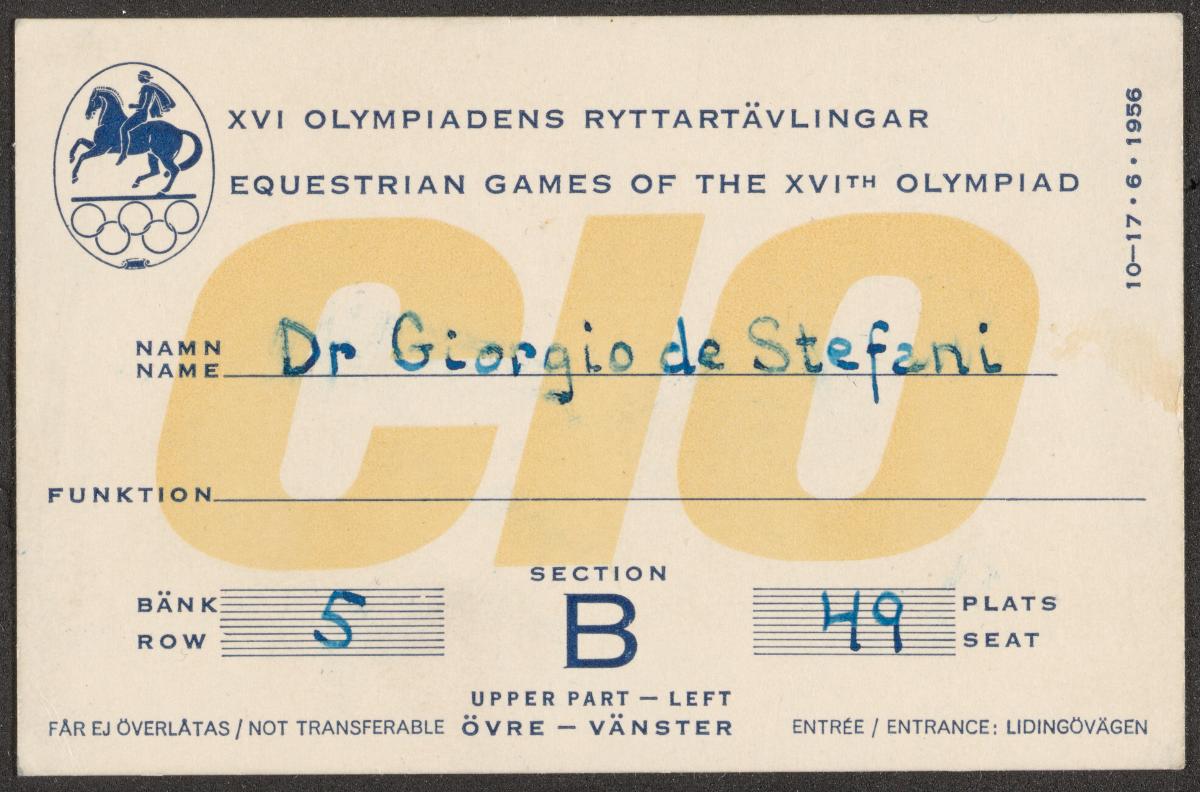 XVI OLYMPIADENS RYTTARTÄVLINGAR
EQUESTRIAN GAMES OF THE XVITH OLYMPIAD
10—17 • 6 • 1956
CIO
NAMN
NAME Dr Giorgio de Stefani
FUNKTION
SECTION
B
BÄNK
ROW 5
49 PLATS
SEAT
UPPER PART — LEFT
ÖVRE — VÄNSTER
FÅR EJ ÖVERLÅTAS / NOT TRANSFERABLE
ENTRÉE / ENTRANCE: LIDINGÖVÄGEN